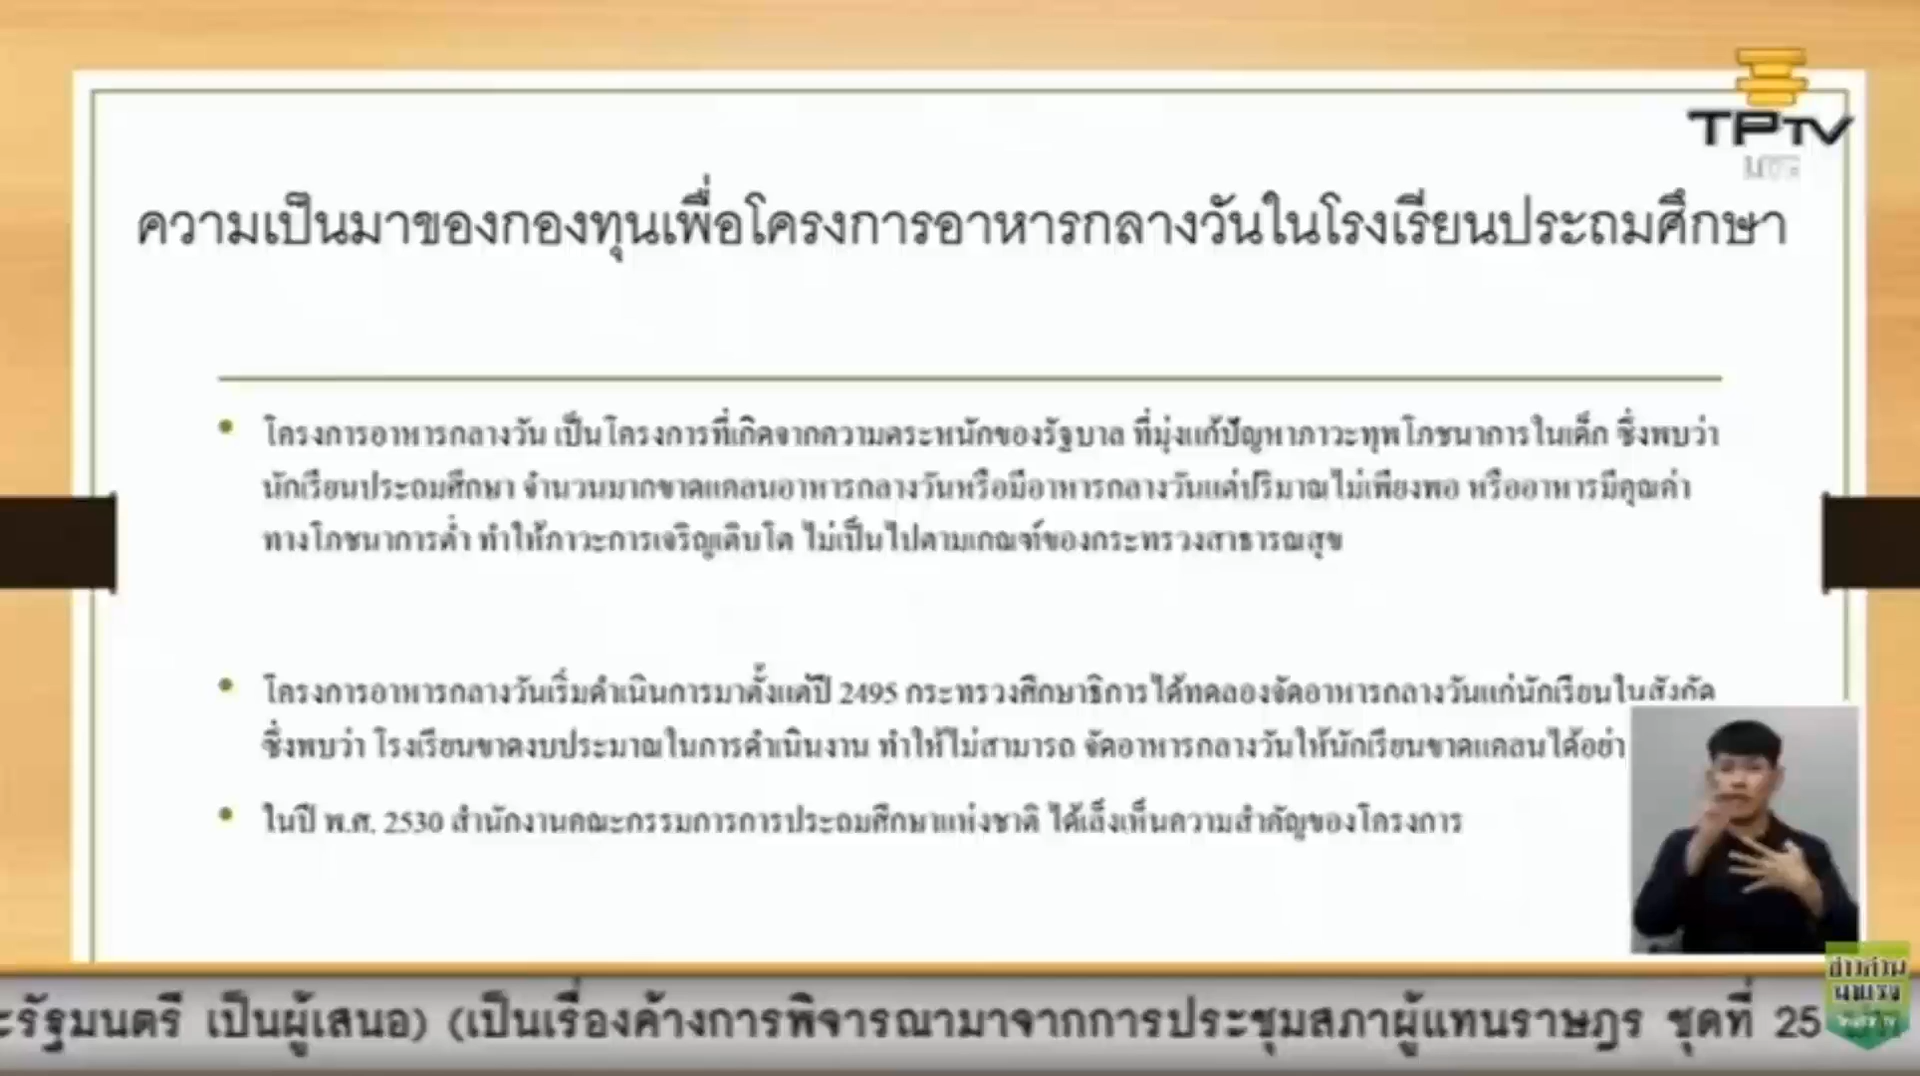 TPTV
ความเป็นมาของกองทุนเพื่อโครงการอาหารกลางวันในโรงเรียนประถมศึกษา
• โครงการอาหารกลางวัน เป็นโครงการที่เกิดจากความตระหนักของรัฐบาล ที่มุ่งแก้ปัญหาภาวะทุพโภชนาการในเด็ก ซึ่งพบว่า
นักเรียนประถมศึกษา จำนวนมากขาดแคลนอาหารกลางวันหรือมีอาหารกลางวันแต่ปริมาณไม่เพียงพอ หรืออาหารมีคุณค่า
ทางโภชนาการต่ำ ทำให้ภาวะการเจริญเติบโต ไม่เป็นไปตามเกณฑ์ของกระทรวงสาธารณสุข
• โครงการอาหารกลางวันเริ่มดำเนินการมาตั้งแต่ปี 2495 กระทรวงศึกษาธิการได้ทดลองจัดอาหารกลางวันแก่นักเรียนในสังกัด
ซึ่งพบว่า โรงเรียนขาดงบประมาณในการดำเนินงาน ทำให้ไม่สามารถ จัดอาหารกลางวันให้นักเรียนขาดแคลนได้อย่า
• ในปี พ.ศ. 2530 สำนักงานคณะกรรมการการประถมศึกษาแห่งชาติ ได้เล็งเห็นความสำคัญของโครงการ
ะรัฐมนตรี เป็นผู้เสนอ) (เป็นเรื่องค้างการพิจารณามาจากการประชุมสภาผู้แทนราษฎร ชุดที่ 25